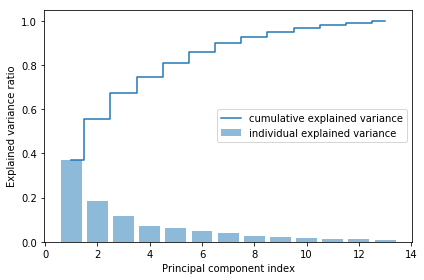 1.0
0.8
0.6
0.4
0.2
0.0
Explained variance ratio
cumulative explained variance
individual explained variance
0 2 4 6 8 10 12 14
Principal component index